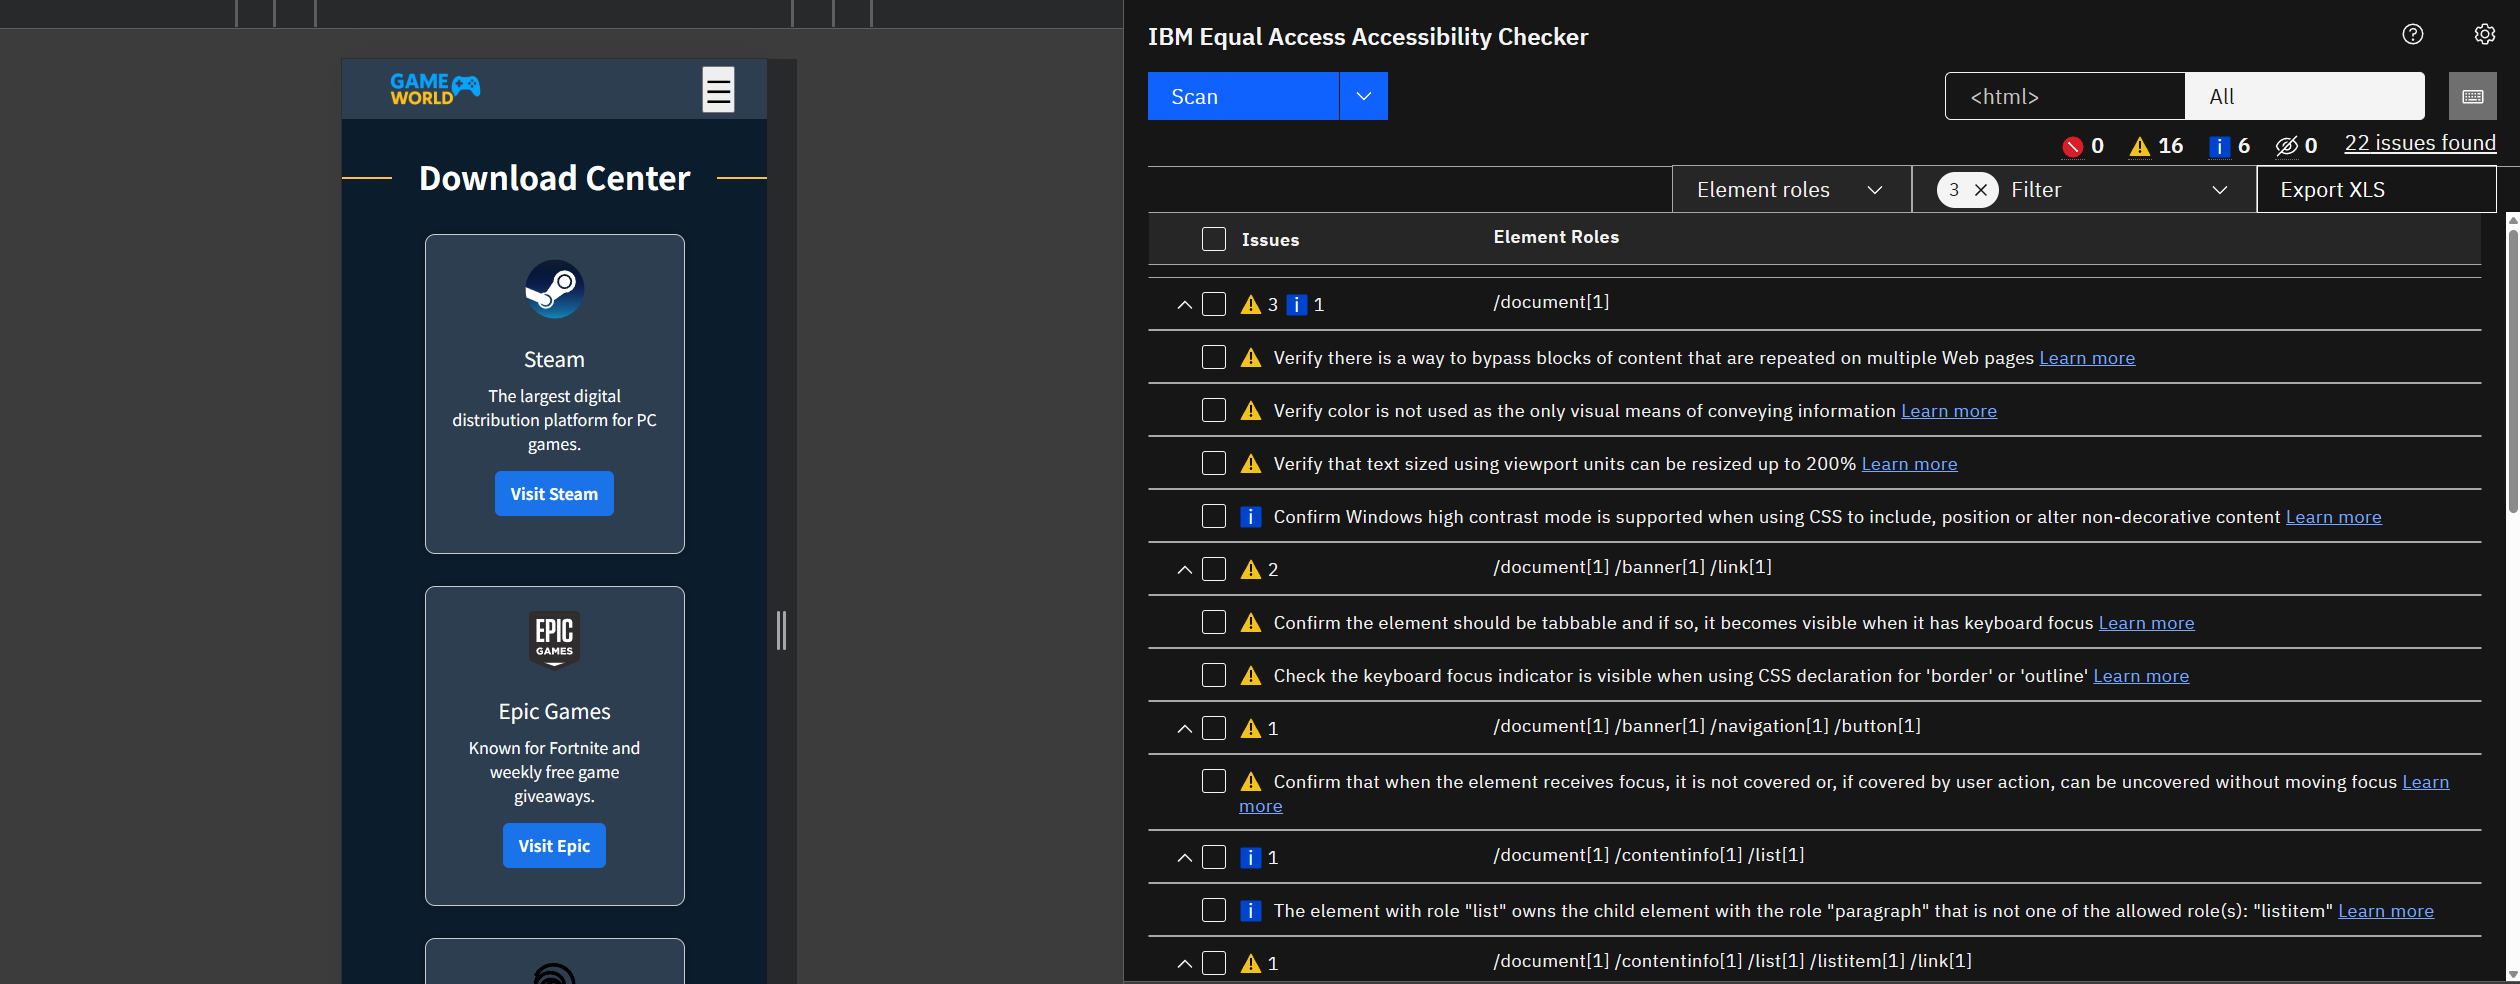 GAME
WORLD
Download Center
Steam
The largest digital
distribution platform for PC
games.
Visit Steam
EPIC
GAMES
Epic Games
Known for Fortnite and
weekly free game
giveaways.
Visit Epic
IBM Equal Access Accessibility Checker
Scan
<html>
All
0 16 i 6 0 22 issues found
Element roles
3 Filter
Export XLS
Issues Element Roles
3 i 1 /document[1]
Verify there is a way to bypass blocks of content that are repeated on multiple Web pages Learn more
Verify color is not used as the only visual means of conveying information Learn more
Verify that text sized using viewport units can be resized up to 200% Learn more
i Confirm Windows high contrast mode is supported when using CSS to include, position or alter non-decorative content Learn more
2 /document[1] /banner[1] /link[1]
Confirm the element should be tabbable and if so, it becomes visible when it has keyboard focus Learn more
Check the keyboard focus indicator is visible when using CSS declaration for 'border' or 'outline' Learn more
1 /document[1] /banner[1] /navigation[1] /button[1]
Confirm that when the element receives focus, it is not covered or, if covered by user action, can be uncovered without moving focus Learn
more
i 1 /document[1] /contentinfo[1] /list[1]
i The element with role "list" owns the child element with the role "paragraph" that is not one of the allowed role(s): "listitem" Learn more
1 /document[1] /contentinfo[1] /list[1] /listitem[1] /link[1]